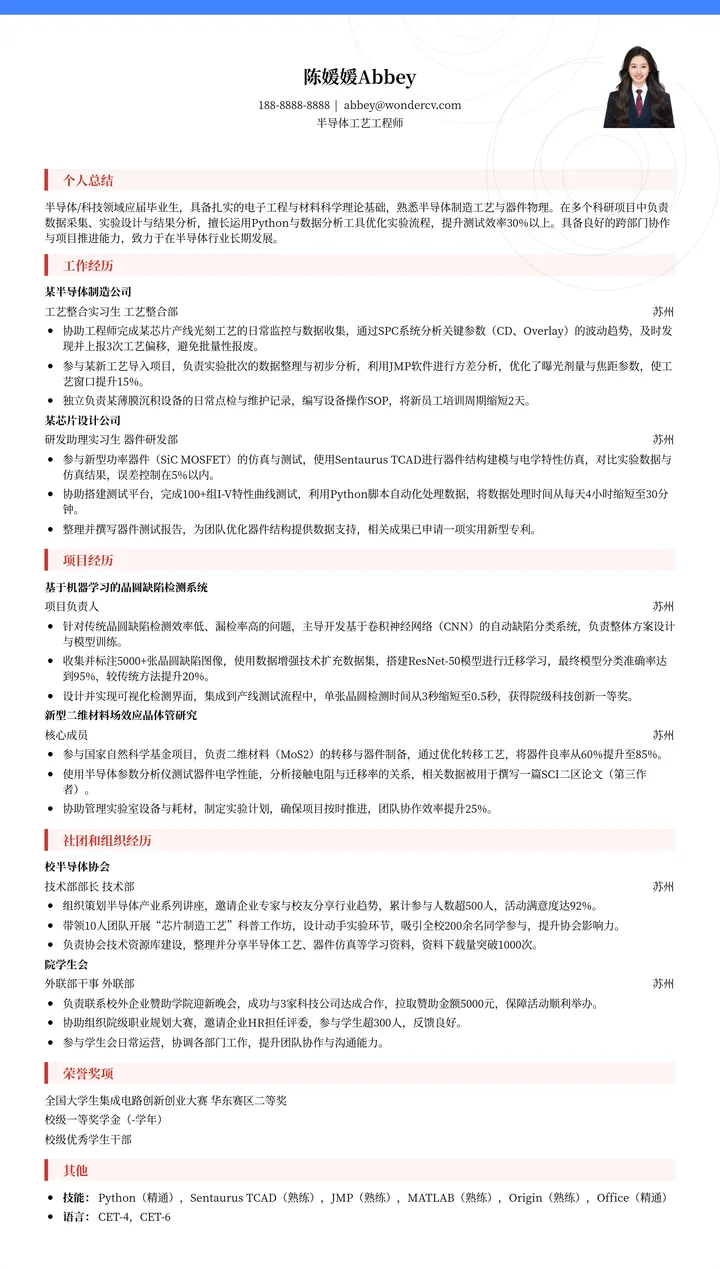 陈媛媛Abbey
188-8888-8888 | abbey@wondercv.com
半导体工艺工程师
个人总结
半导体/科技领域应届毕业生，具备扎实的电子工程与材料科学理论基础，熟悉半导体制造工艺与器件物理。在多个科研项目中负责
数据采集、实验设计与结果分析，擅长运用Python与数据分析工具优化实验流程，提升测试效率30%以上。具备良好的跨部门协作
与项目推进能力，致力于在半导体行业长期发展。
工作经历
某半导体制造公司
工艺整合实习生 工艺整合部 苏州
• 协助工程师完成某芯片产线光刻工艺的日常监控与数据收集，通过SPC系统分析关键参数（CD、Overlay）的波动趋势，及时发
现并上报3次工艺偏移，避免批量性报废。
• 参与某新工艺导入项目，负责实验批次的数据整理与初步分析，利用JMP软件进行方差分析，优化了曝光剂量与焦距参数，使工
艺窗口提升15%。
• 独立负责某薄膜沉积设备的日常点检与维护记录，编写设备操作SOP，将新员工培训周期缩短2天。
某芯片设计公司
研发助理实习生 器件研发部 苏州
• 参与新型功率器件（SiC MOSFET）的仿真与测试，使用Sentaurus TCAD进行器件结构建模与电学特性仿真，对比实验数据与
仿真结果，误差控制在5%以内。
• 协助搭建测试平台，完成100+组I-V特性曲线测试，利用Python脚本自动化处理数据，将数据处理时间从每天4小时缩短至30分
钟。
• 整理并撰写器件测试报告，为团队优化器件结构提供数据支持，相关成果已申请一项实用新型专利。
项目经历
基于机器学习的晶圆缺陷检测系统
项目负责人 苏州
• 针对传统晶圆缺陷检测效率低、漏检率高的问题，主导开发基于卷积神经网络（CNN）的自动缺陷分类系统，负责整体方案设计
与模型训练。
• 收集并标注5000+张晶圆缺陷图像，使用数据增强技术扩充数据集，搭建ResNet-50模型进行迁移学习，最终模型分类准确率达
到95%，较传统方法提升20%。
• 设计并实现可视化检测界面，集成到产线测试流程中，单张晶圆检测时间从3秒缩短至0.5秒，获得院级科技创新一等奖。
新型二维材料场效应晶体管研究
核心成员 苏州
• 参与国家自然科学基金项目，负责二维材料（MoS2）的转移与器件制备，通过优化转移工艺，将器件良率从60%提升至85%。
• 使用半导体参数分析仪测试器件电学性能，分析接触电阻与迁移率的关系，相关数据被用于撰写一篇SCI二区论文（第三作
者）。
• 协助管理实验室设备与耗材，制定实验计划，确保项目按时推进，团队协作效率提升25%。
社团和组织经历
校半导体协会
技术部部长 技术部 苏州
• 组织策划半导体产业系列讲座，邀请企业专家与校友分享行业趋势，累计参与人数超500人，活动满意度达92%。
• 带领10人团队开展“芯片制造工艺”科普工作坊，设计动手实验环节，吸引全校200余名同学参与，提升协会影响力。
• 负责协会技术资源库建设，整理并分享半导体工艺、器件仿真等学习资料，资料下载量突破1000次。
院学生会
外联部干事 外联部 苏州
• 负责联系校外企业赞助学院迎新晚会，成功与3家科技公司达成合作，拉取赞助金额5000元，保障活动顺利举办。
• 协助组织院级职业规划大赛，邀请企业HR担任评委，参与学生超300人，反馈良好。
• 参与学生会日常运营，协调各部门工作，提升团队协作与沟通能力。
荣誉奖项
全国大学生集成电路创新创业大赛 华东赛区二等奖
校级一等奖学金（-学年）
校级优秀学生干部
其他
• 技能： Python（精通）, Sentaurus TCAD（熟练）, JMP（熟练）, MATLAB（熟练）, Origin（熟练）, Office（精通）
• 语言： CET-4，CET-6